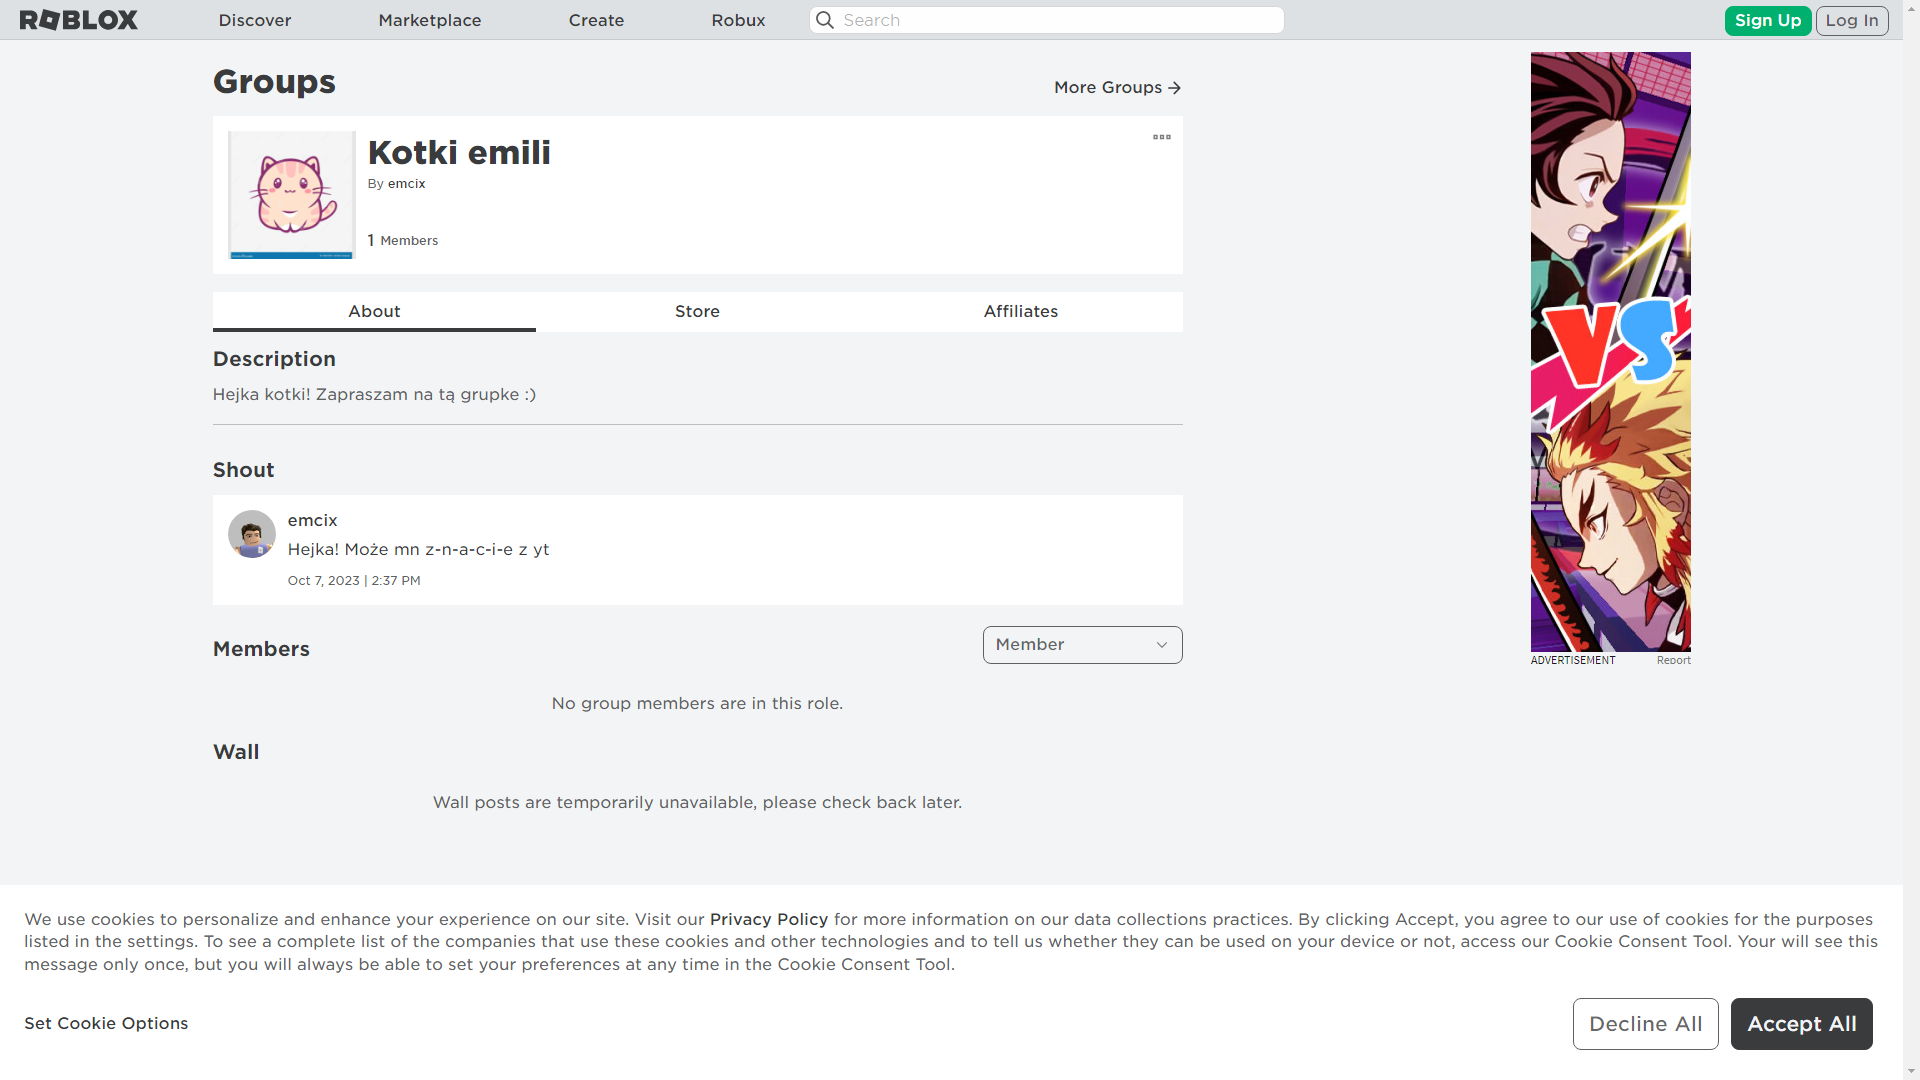 ROBLOX Discover Marketplace Create Robux Search Sign Up Log In
Groups
More Groups
Kotki emili
By emcix
1 Members
About Store Affiliates
Description
Hejka kotki! Zapraszam na tą grupke :)
Shout
emcix
Hejka! Może mn z-n-a-c-i-e z yt
Oct 7, 2023 | 2:37 PM
Members
Member
No group members are in this role.
Wall
Wall posts are temporarily unavailable, please check back later.
VS
ADVERTISEMENT Report
We use cookies to personalize and enhance your experience on our site. Visit our Privacy Policy for more information on our data collections practices. By clicking Accept, you agree to our use of cookies for the purposes
listed in the settings. To see a complete list of the companies that use these cookies and other technologies and to tell us whether they can be used on your device or not, access our Cookie Consent Tool. Your will see this
message only once, but you will always be able to set your preferences at any time in the Cookie Consent Tool.
Set Cookie Options
Decline All
Accept All